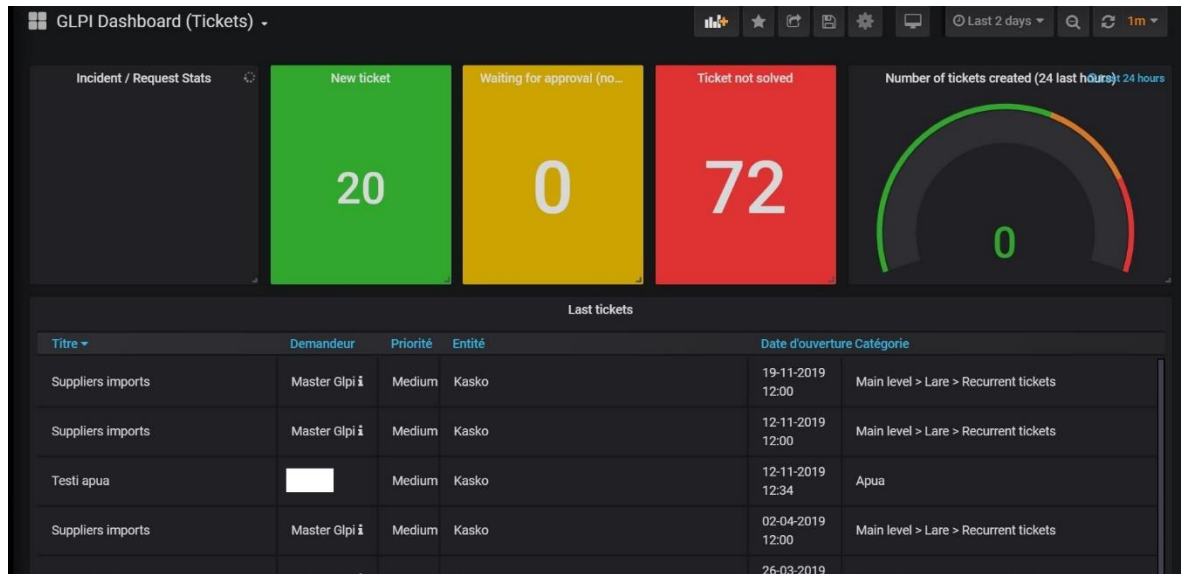 GLPI Dashboard (Tickets)
Last 2 days
1m
Incident / Request Stats
New ticket
Waiting for approval (no...
Ticket not solved
Number of tickets created (24 last hours)
24 hours
20
0
72
0
Last tickets
Titre Demandeur Priorité Entité Date d'ouverture Catégorie
Suppliers imports Master Glpi Medium Kasko 19-11-2019 12:00 Main level > Lare > Recurrent tickets
Suppliers imports Master Glpi Medium Kasko 12-11-2019 12:00 Main level > Lare > Recurrent tickets
Testi apua Medium Kasko 12-11-2019 12:34 Apua
Suppliers imports Master Glpi Medium Kasko 02-04-2019 12:00 Main level > Lare > Recurrent tickets
26-03-2019